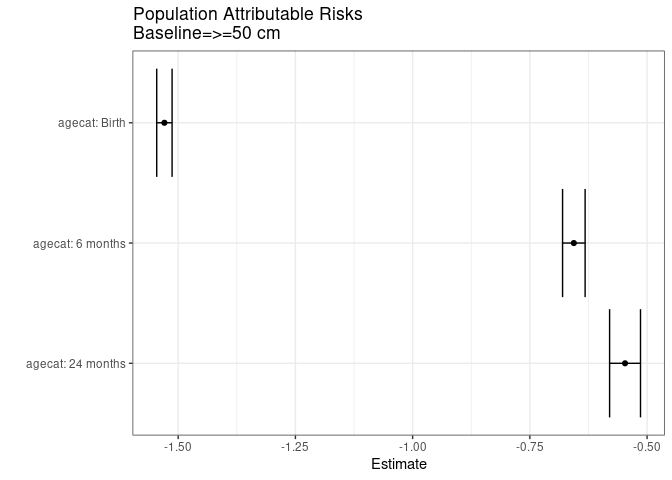 Population Attributable Risks
Baseline=>=50 cm
agecat: Birth
agecat: 6 months
agecat: 24 months
-1.50 -1.25 -1.00 -0.75 -0.50
Estimate